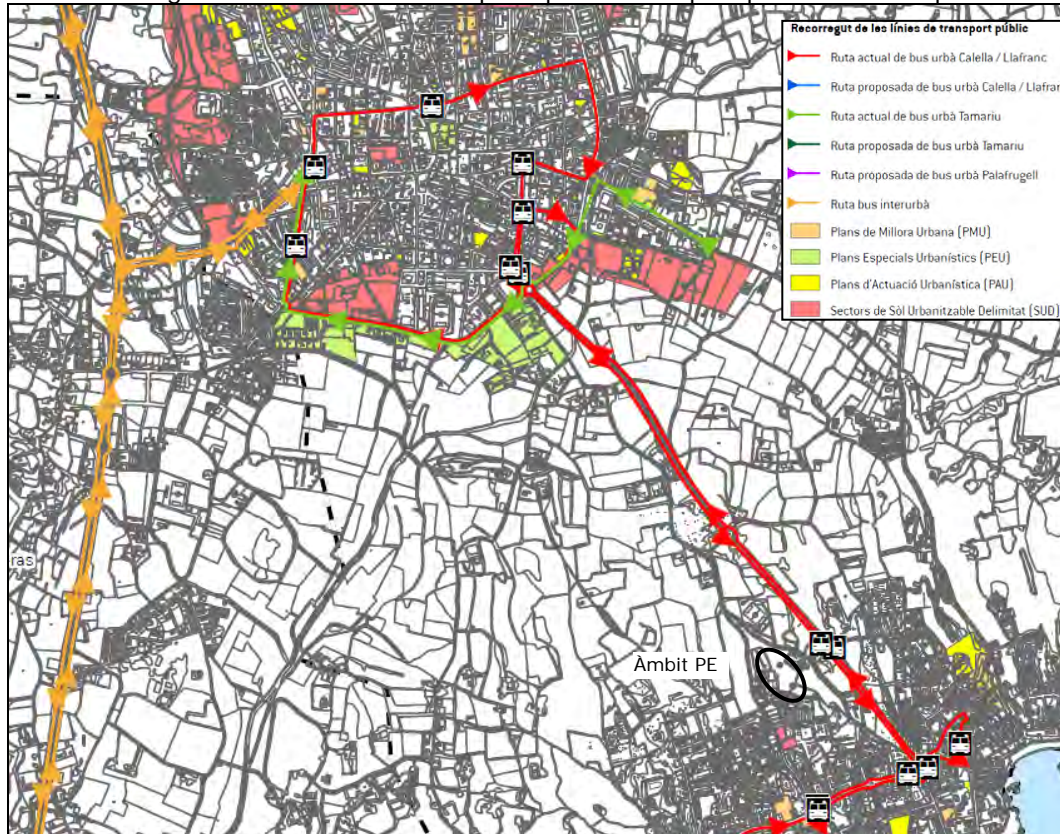 Recorregut de les línies de transport públic
Ruta actual de bus urbà Calella / Llafranc
Ruta proposada de bus urbà Calella / Llafranc
Ruta actual de bus urbà Tamariu
Ruta proposada de bus urbà Tamariu
Ruta proposada de bus urbà Palafrugell
Ruta bus interurbà
Plans de Millora Urbana (PMU)
Plans Especials Urbanístics (PEU)
Plans d'Actuació Urbanística (PAU)
Sectors de Sòl Urbanitzable Delimitat (SUD)
ras
Àmbit PE